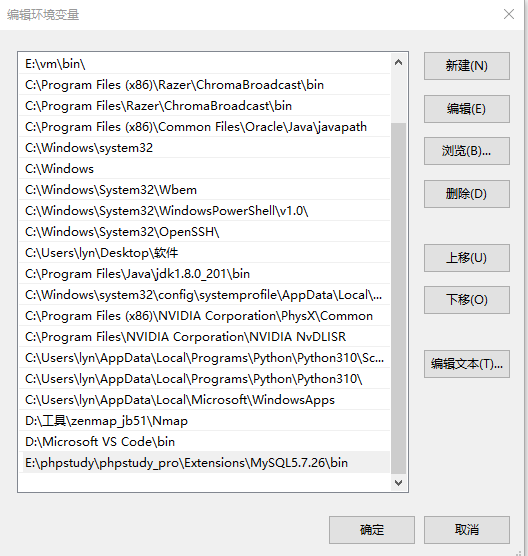 编辑环境变量
E:\vm\bin\
C:\Program Files (x86)\Razer\ChromaBroadcast\bin
C:\Program Files\Razer\ChromaBroadcast\bin
C:\Program Files (x86)\Common Files\Oracle\Java\javapath
C:\Windows\system32
C:\Windows
C:\Windows\System32\Wbem
C:\Windows\System32\WindowsPowerShell\v1.0\
C:\Windows\System32\OpenSSH\
C:\Users\lyn\Desktop\软件
C:\Program Files\Java\jdk1.8.0_201\bin
C:\Windows\system32\config\systemprofile\AppData\Local\...
C:\Program Files (x86)\NVIDIA Corporation\PhysX\Common
C:\Program Files\NVIDIA Corporation\NVIDIA NvDLISR
C:\Users\lyn\AppData\Local\Programs\Python\Python310\Sc...
C:\Users\lyn\AppData\Local\Programs\Python\Python310\
C:\Users\lyn\AppData\Local\Microsoft\WindowsApps
D:\工具\zenmap_jb51\Nmap
D:\Microsoft VS Code\bin
E:\phpstudy\phpstudy_pro\Extensions\MySQL5.7.26\bin
新建(N)
编辑(E)
浏览(B)...
删除(D)
上移(U)
下移(O)
编辑文本(T)...
确定
取消